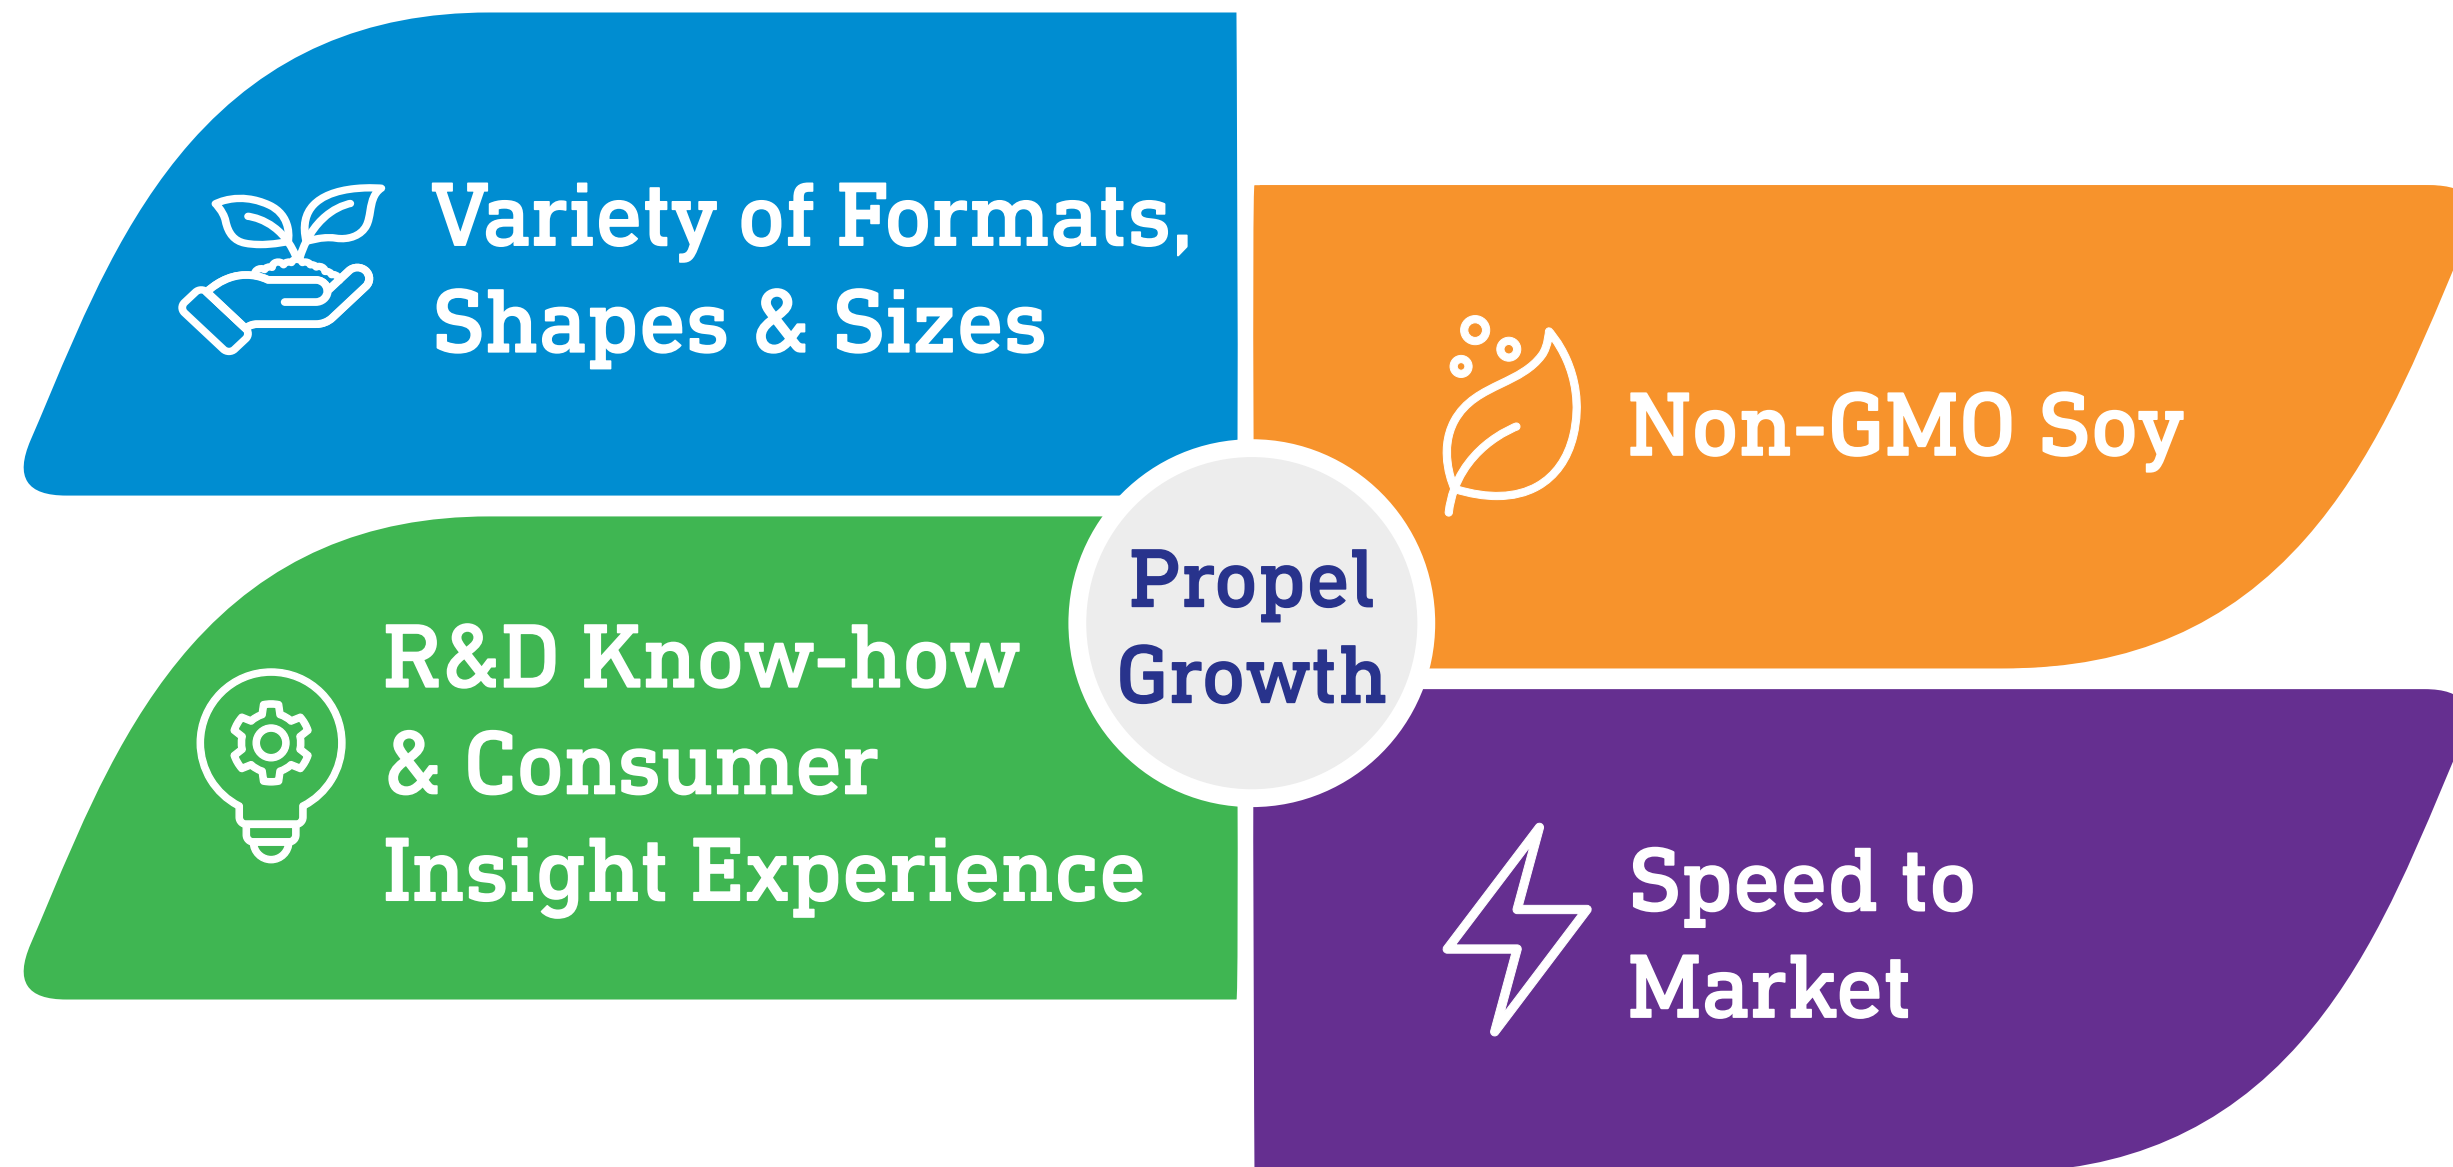 Variety of Formats,
Shapes & Sizes
Non-GMO Soy
Propel
Growth
R&D Know-how
& Consumer
Insight Experience
Speed to
Market